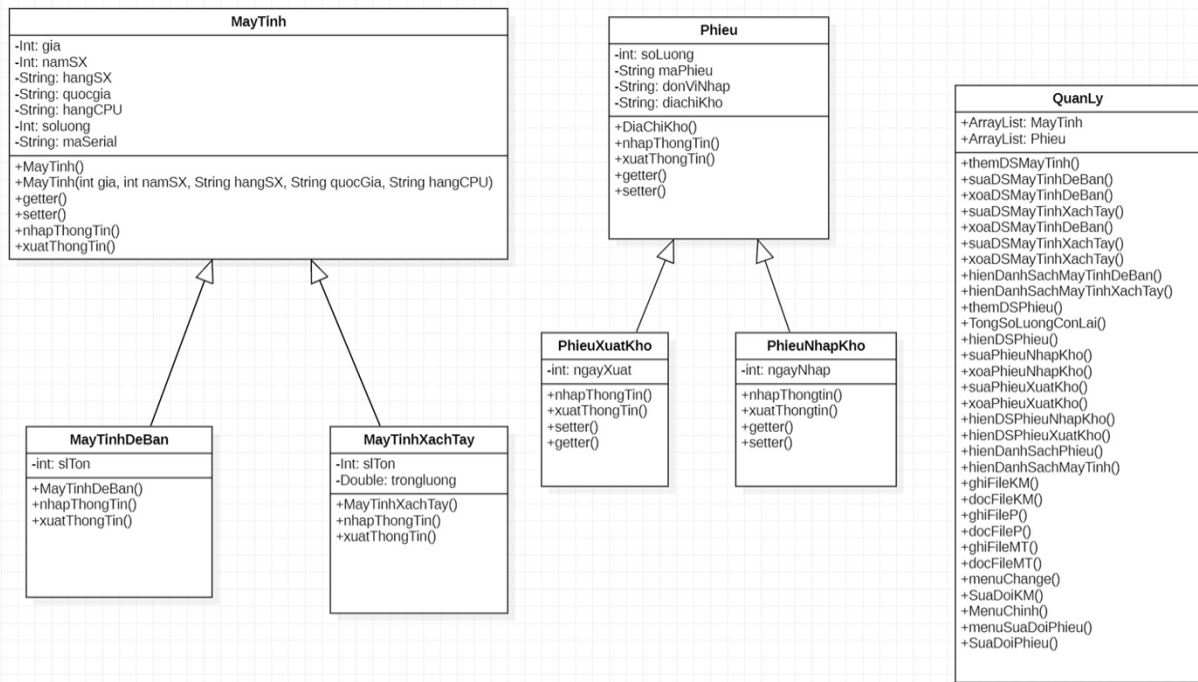 MayTinh
-Int: gia
-Int: namSX
-String: hangSX
-String: quocgia
-String: hangCPU
-Int: soluong
-String: maSerial
+MayTinh()
+MayTinh(int gia, int namSX, String hangSX, String quocGia, String hangCPU)
+getter()
+setter()
+nhapThongTin()
+xuatThongTin()
Phieu
-int: soLuong
-String maPhieu
-String: donViNhap
-String: diachiKho
+DiaChiKho()
+nhapThongTin()
+xuatThongTin()
+getter()
+setter()
QuanLy
+ArrayList: MayTinh
+ArrayList: Phieu
+themDSMayTinh()
+suaDSMayTinhDeBan()
+xoaDSMayTinhDeBan()
+suaDSMayTinhXachTay()
+xoaDSMayTinhDeBan()
+suaDSMayTinhXachTay()
+xoaDSMayTinhXachTay()
+hienDanhSachMayTinhDeBan()
+hienDanhSachMayTinhXachTay()
+themDSPhieu()
+TongSoLuongConLai()
+hienDSPhieu()
+suaPhieuNhapKho()
+xoaPhieuNhapKho()
+suaPhieuXuatKho()
+xoaPhieuXuatKho()
+hienDSPhieuNhapKho()
+hienDSPhieuXuatKho()
+hienDanhSachPhieu()
+hienDanhSachMayTinh()
+ghiFileKM()
+docFileKM()
+ghiFileP()
+docFileP()
+ghiFileMT()
+docFileMT()
+menuChange()
+SuaDoiKM()
+MenuChinh()
+menuSuaDoiPhieu()
+SuaDoiPhieu()
PhieuXuatKho
-int: ngayXuat
+nhapThongTin()
+xuatThongTin()
+setter()
+getter()
PhieuNhapKho
-int: ngayNhap
+nhapThongtin()
+xuatThongtin()
+getter()
+setter()
MayTinhDeBan
-int: slTon
+MayTinhDeBan()
+nhapThongTin()
+xuatThongTin()
MayTinhXachTay
-Int: slTon
-Double: trongluong
+MayTinhXachTay()
+nhapThongTin()
+xuatThongTin()